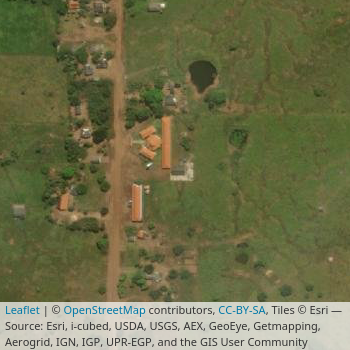 Leaflet | © OpenStreetMap contributors, CC-BY-SA, Tiles © Esri —
Source: Esri, i-cubed, USDA, USGS, AEX, GeoEye, Getmapping,
Aerogrid, IGN, IGP, UPR-EGP, and the GIS User Community